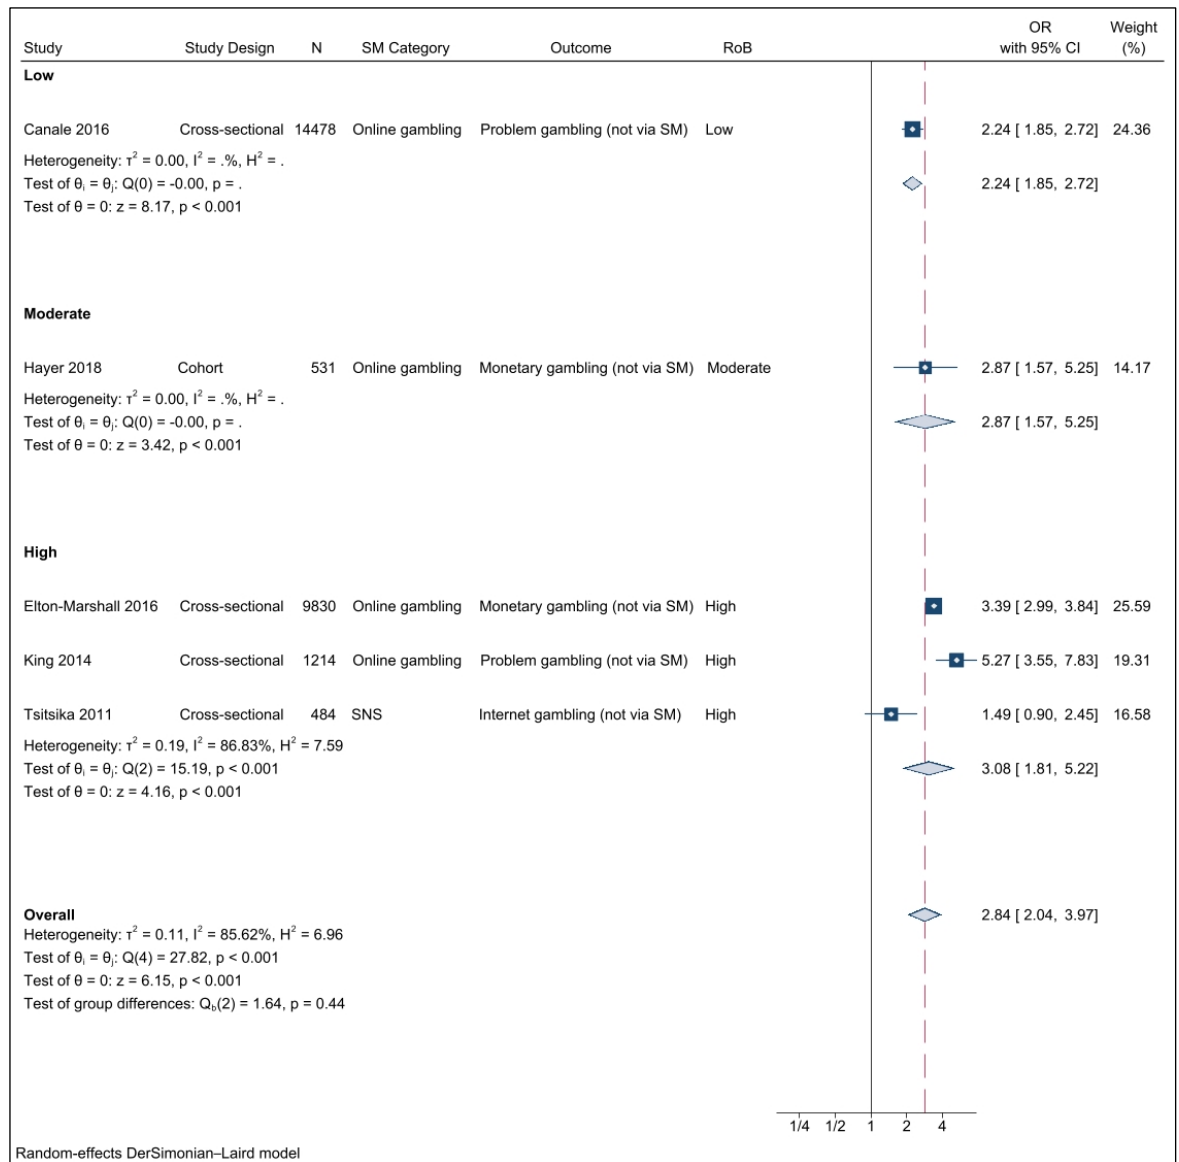 Study Study Design N SM Category Outcome RoB OR with 95% CI Weight (%)
Low
Canale 2016 Cross-sectional 14478 Online gambling Problem gambling (not via SM) Low 2.24 [ 1.85, 2.72] 24.36
Heterogeneity: τ² = 0.00, I² = .%, H² = .
Test of θᵢ = θⱼ: Q(0) = -0.00, p = . 2.24 [ 1.85, 2.72]
Test of θ = 0: z = 8.17, p < 0.001
Moderate
Hayer 2018 Cohort 531 Online gambling Monetary gambling (not via SM) Moderate 2.87 [ 1.57, 5.25] 14.17
Heterogeneity: τ² = 0.00, I² = .%, H² = .
Test of θᵢ = θⱼ: Q(0) = -0.00, p = . 2.87 [ 1.57, 5.25]
Test of θ = 0: z = 3.42, p < 0.001
High
Elton-Marshall 2016 Cross-sectional 9830 Online gambling Monetary gambling (not via SM) High 3.39 [ 2.99, 3.84] 25.59
King 2014 Cross-sectional 1214 Online gambling Problem gambling (not via SM) High 5.27 [ 3.55, 7.83] 19.31
Tsitsika 2011 Cross-sectional 484 SNS Internet gambling (not via SM) High 1.49 [ 0.90, 2.45] 16.58
Heterogeneity: τ² = 0.19, I² = 86.83%, H² = 7.59
Test of θᵢ = θⱼ: Q(2) = 15.19, p < 0.001 3.08 [ 1.81, 5.22]
Test of θ = 0: z = 4.16, p < 0.001
Overall 2.84 [ 2.04, 3.97]
Heterogeneity: τ² = 0.11, I² = 85.62%, H² = 6.96
Test of θᵢ = θⱼ: Q(4) = 27.82, p < 0.001
Test of θ = 0: z = 6.15, p < 0.001
Test of group differences: Q_b(2) = 1.64, p = 0.44
1/4 1/2 1 2 4
Random-effects DerSimonian–Laird model